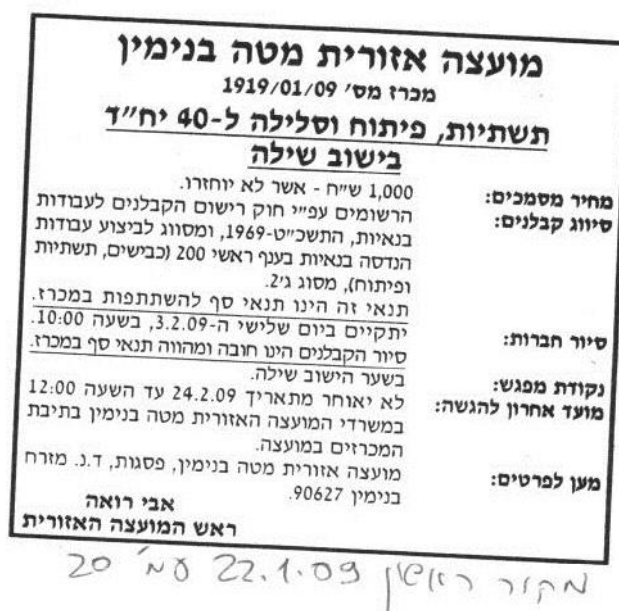 מועצה אזורית מטה בנימין
מכרז מס' 1919/01/09
תשתיות, פיתוח וסלילה ל-40 יח"ד
בישוב שילה
מחיר מסמכים: 1,000 ש"ח - אשר לא יוחזרו.
סיווג קבלנים: הרשומים עפ"י חוק רישום הקבלנים לעבודות
בנאיות, התשכ"ט-1969, ומסווג לביצוע עבודות
הנדסה בנאיות בענף ראשי 200 (כבישים, תשתיות
ופיתוח), מסוג ג'2.
תנאי זה הינו תנאי סף להשתתפות במכרז.
סיור חברות: יתקיים ביום שלישי ה-3.2.09, בשעה 10:00.
סיור הקבלנים הינו חובה ומהווה תנאי סף במכרז.
נקודת מפגש: בשער הישוב שילה.
מועד אחרון להגשה: לא יאוחר מתאריך 24.2.09 עד השעה 12:00
במשרדי המועצה האזורית מטה בנימין בתיבת
המכרזים במועצה.
מען לפרטים: מועצה אזורית מטה בנימין, פסגות, ד.נ. מזרח
בנימין 90627.
אבי רואה
ראש המועצה האזורית
מקור ראשון 22.1.09 עמ' 20